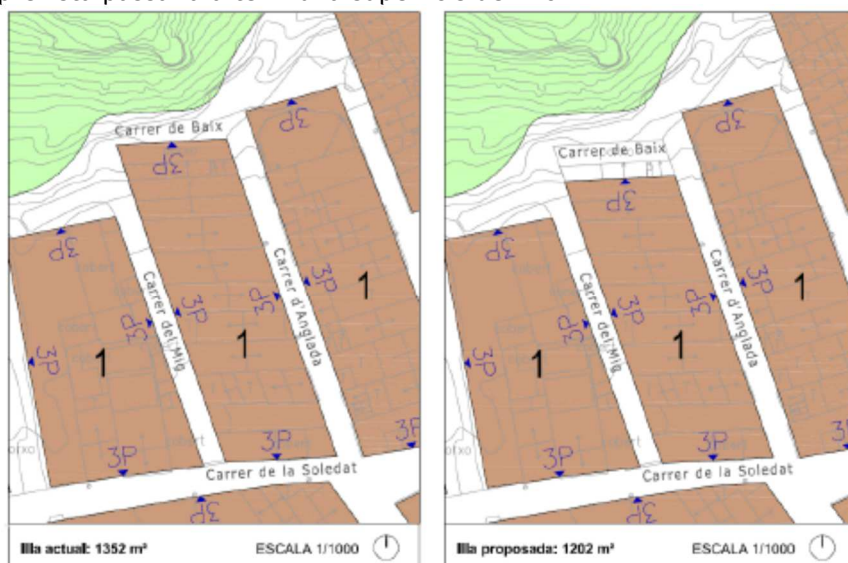 Carrer de Baix
3P
3P
3P
Carrer del Mig
Carrer d'Anglada
3P
3P
3P
3P
3P
1
1
1
3P
3P
3P
Carrer de la Soledat
3P
Illa actual: 1352 m²
ESCALA 1/1000
Carrer de Baix
3P
3P
3P
Carrer del Mig
Carrer d'Anglada
3P
3P
3P
3P
3P
1
1
1
3P
3P
3P
Carrer de la Soledat
3P
Illa proposada: 1202 m²
ESCALA 1/1000